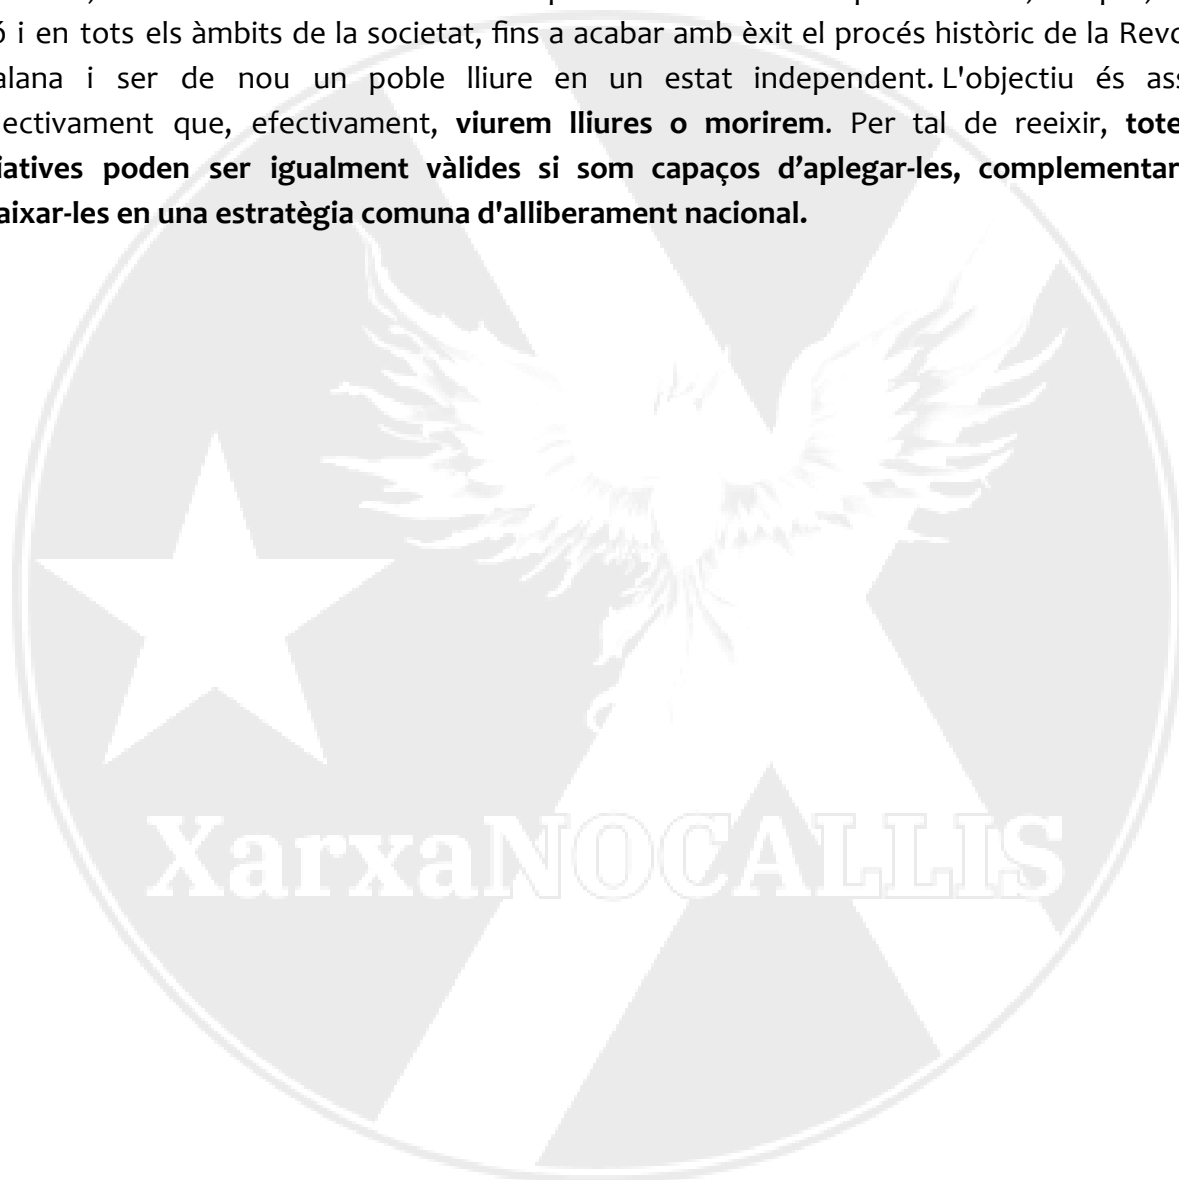 ó i en tots els àmbits de la societat, fins a acabar amb èxit el procés històric de la Revo
alana i ser de nou un poble lliure en un estat independent. L'objectiu és ass
ectivament que, efectivament, viurem lliures o morirem. Per tal de reeixir, tote
iatives poden ser igualment vàlides si som capaços d’aplegar-les, complementar
aixar-les en una estratègia comuna d'alliberament nacional.
XarxaNOCALLIS